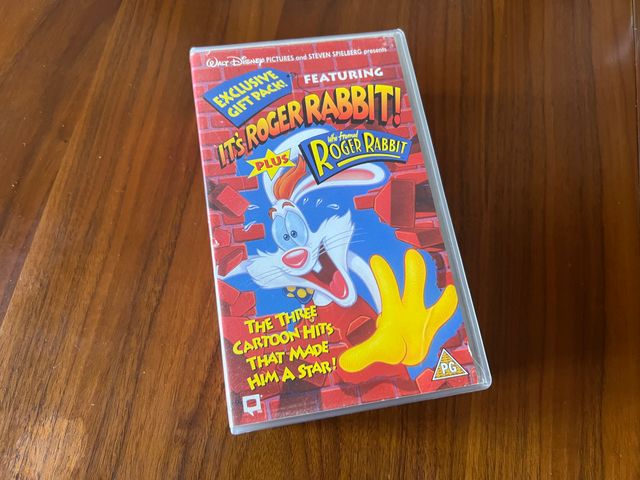 Walt Disney PICTURES and STEVEN SPIELBERG presents
EXCLUSIVE
GIFT PACK!
FEATURING
IT'S ROGER RABBIT!
PLUS
Who Framed
ROGER RABBIT
THE THREE
CARTOON HITS
THAT MADE
HIM A STAR!
PG